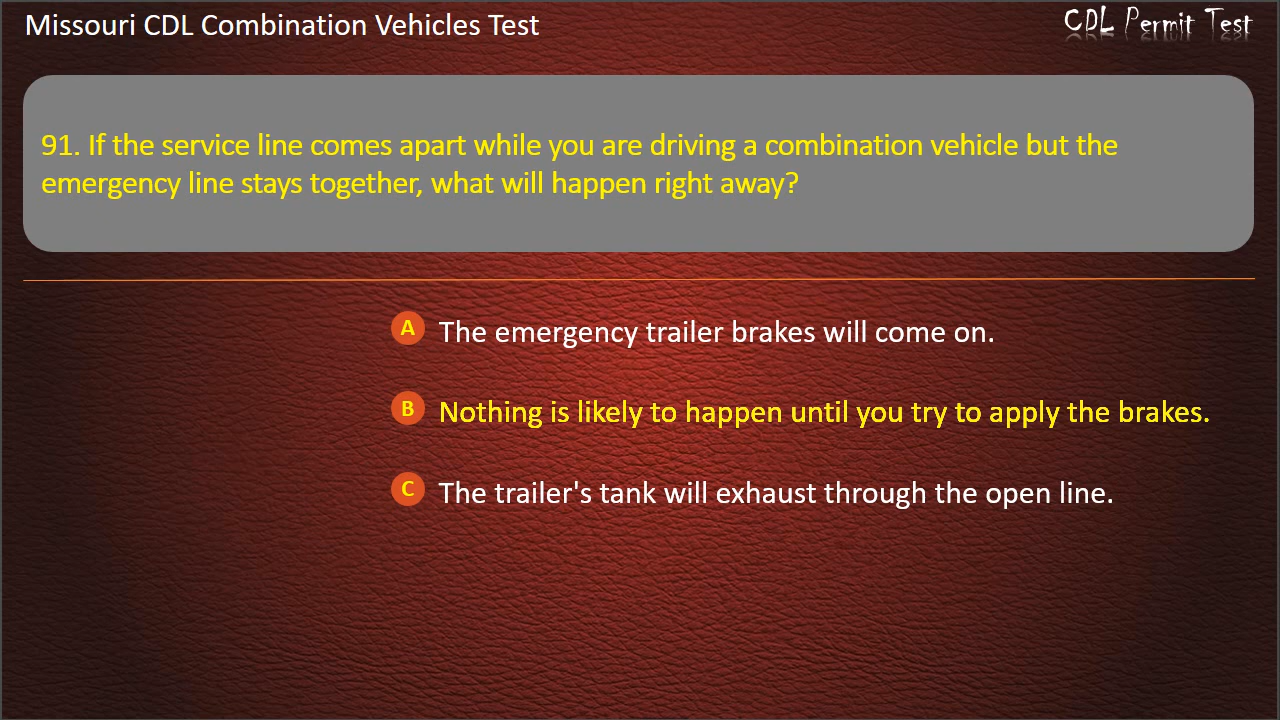 Missouri CDL Combination Vehicles Test
CDL Permit Test
91. If the service line comes apart while you are driving a combination vehicle but the
emergency line stays together, what will happen right away?
A The emergency trailer brakes will come on.
B Nothing is likely to happen until you try to apply the brakes.
C The trailer's tank will exhaust through the open line.